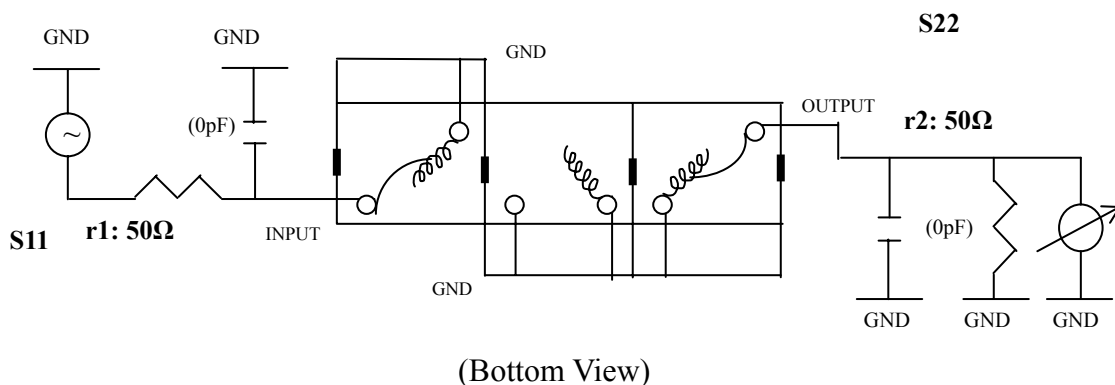 S22
GND
GND
GND
OUTPUT
r2: 50Ω
(0pF)
~
(0pF)
S11
r1: 50Ω
INPUT
GND
GND
GND
GND
(Bottom View)